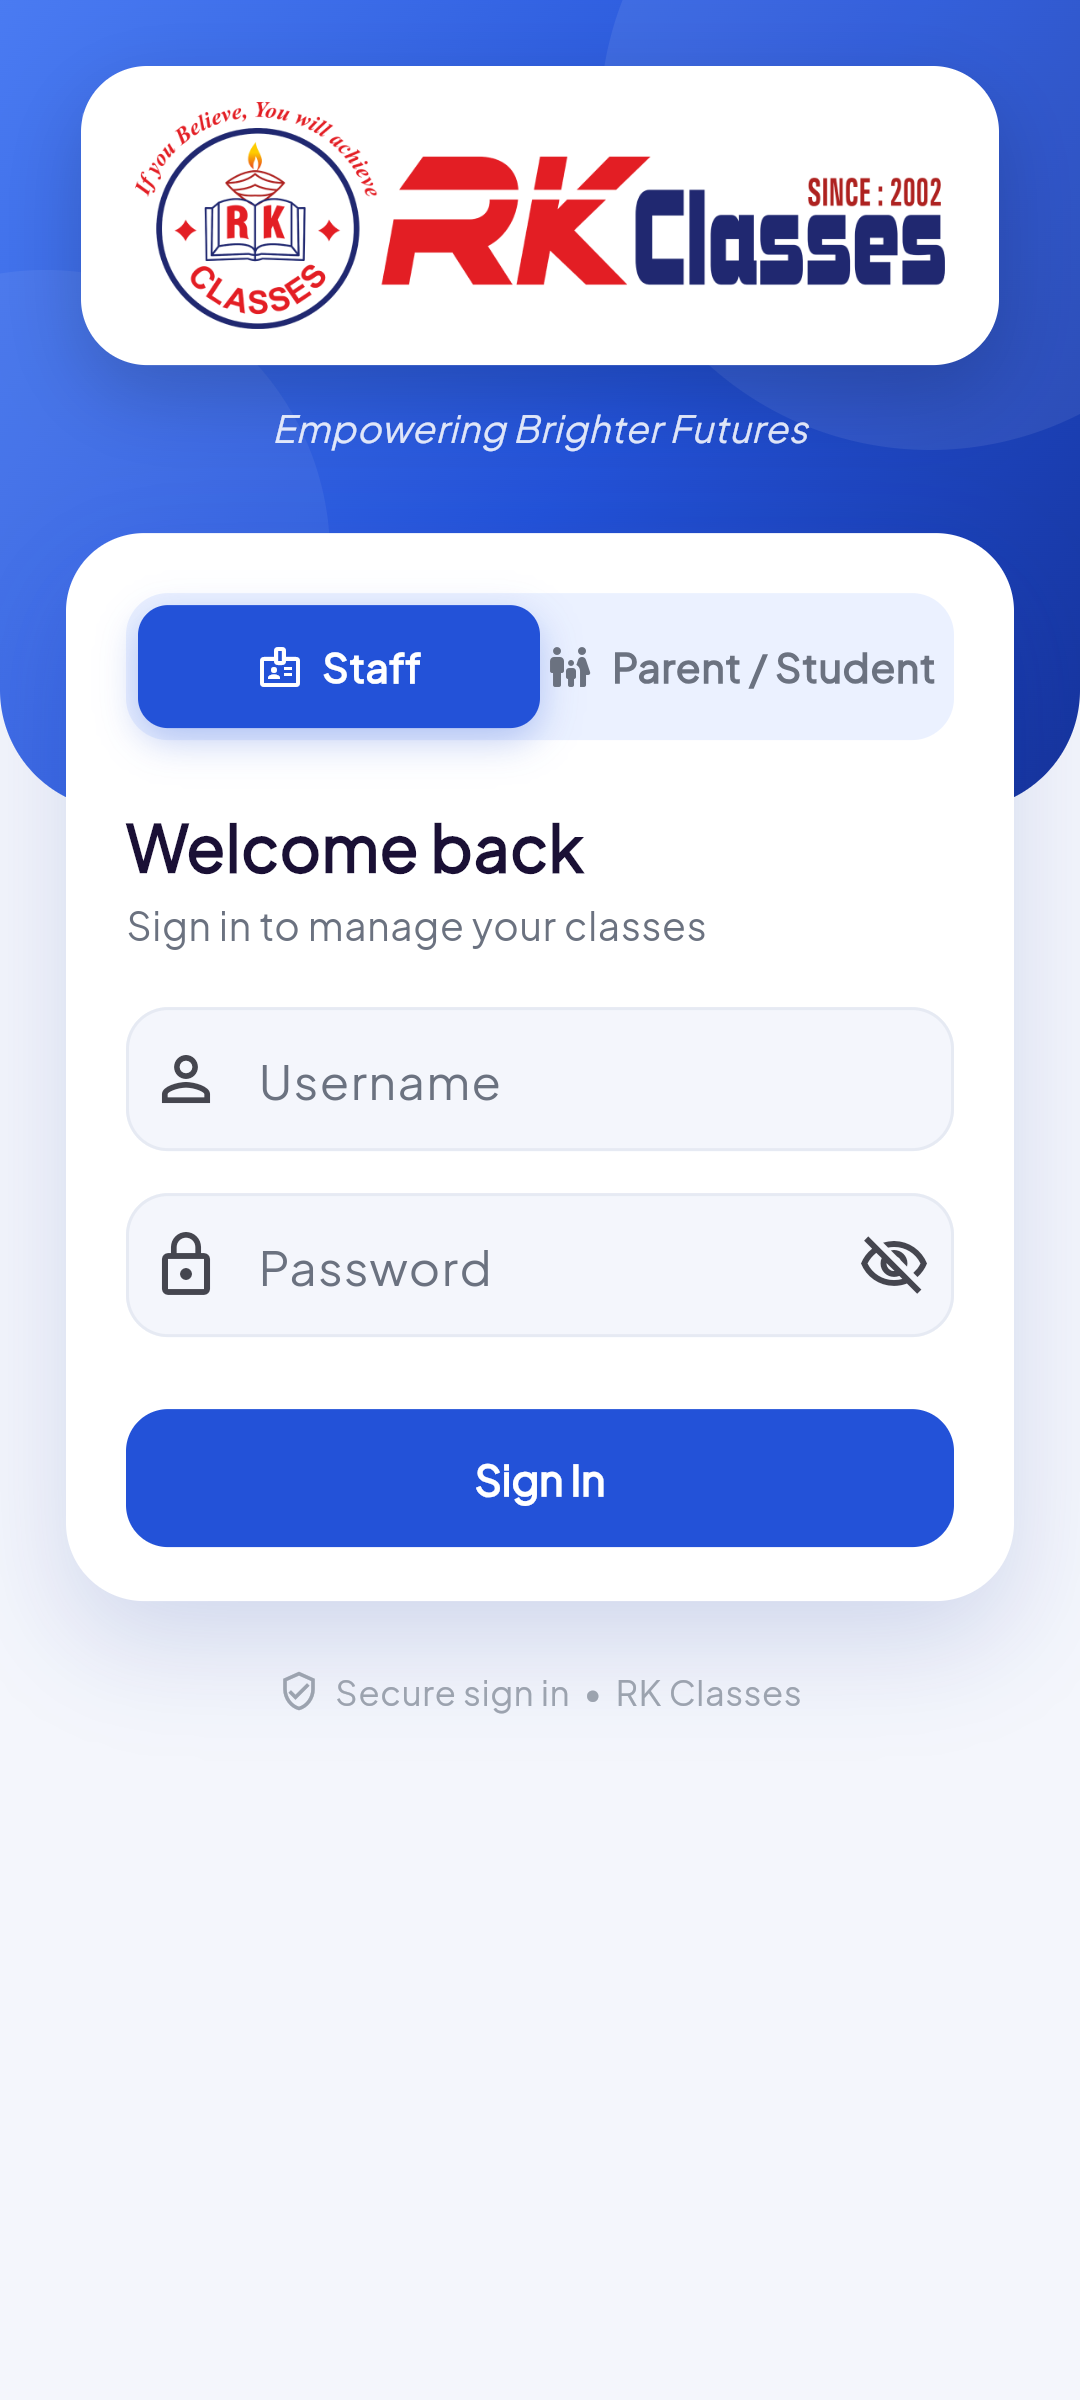 If you Believe, You will achieve
R K
CLASSES
RK Classes
SINCE : 2002
Empowering Brighter Futures
Staff
Parent / Student
Welcome back
Sign in to manage your classes
Username
Password
Sign In
Secure sign in • RK Classes